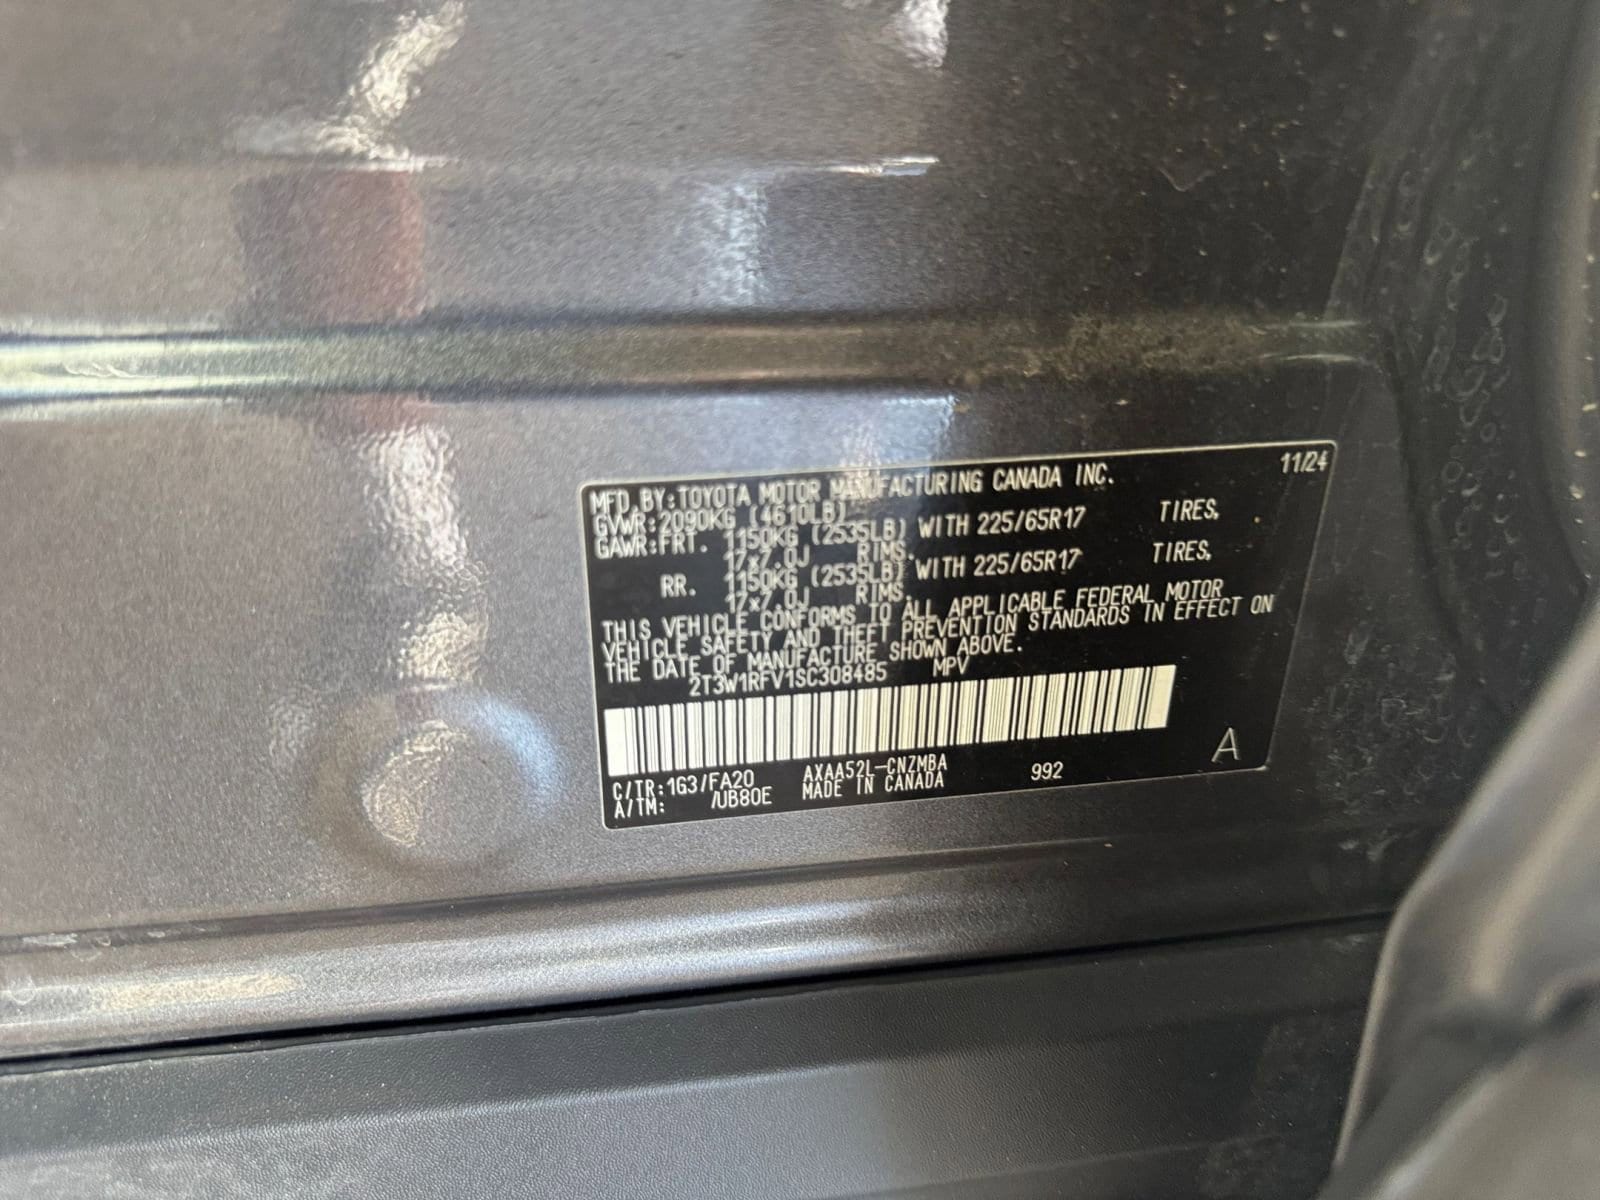 MFD.BY:TOYOTA MOTOR MANUFACTURING CANADA INC. 11/24
GVWR:2090KG (4610LB)
GAWR:FRT. 1150KG (2535LB) WITH 225/65R17 TIRES,
17x7.0J RIMS,
RR. 1150KG (2535LB) WITH 225/65R17 TIRES,
17x7.0J RIMS,
THIS VEHICLE CONFORMS TO ALL APPLICABLE FEDERAL MOTOR
VEHICLE SAFETY AND THEFT PREVENTION STANDARDS IN EFFECT ON
THE DATE OF MANUFACTURE SHOWN ABOVE.
2T3W1RFV1SC308485 MPV
C/TR:1G3/FA20 AXAA52L-CNZMBA 992 A
A/TM: /UB80E MADE IN CANADA